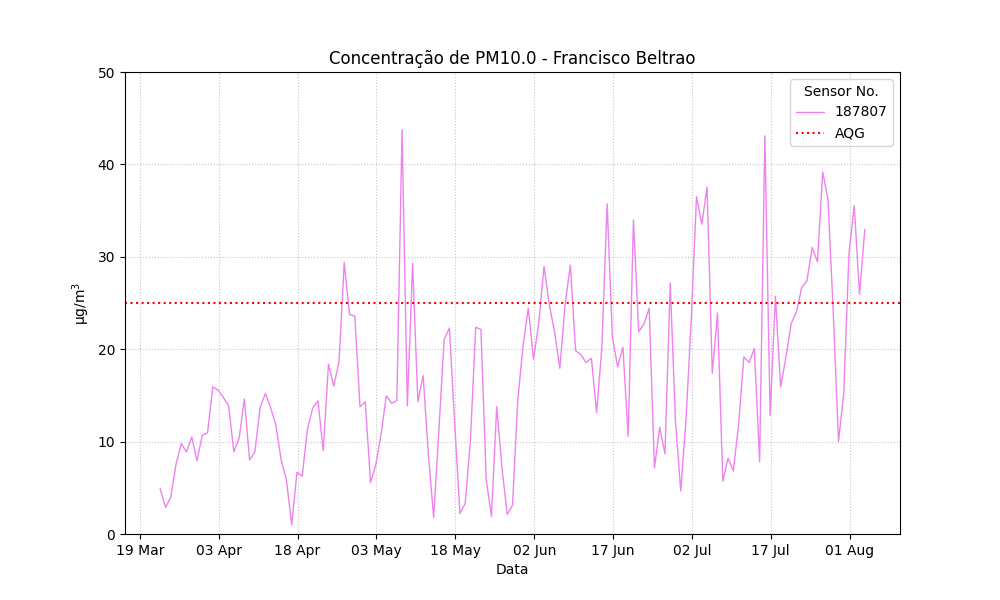 Concentração de PM10.0 - Francisco Beltrao
Sensor No.
187807
AQG
µg/m³
50
40
30
20
10
0
19 Mar
03 Apr
18 Apr
03 May
18 May
02 Jun
17 Jun
02 Jul
17 Jul
01 Aug
Data